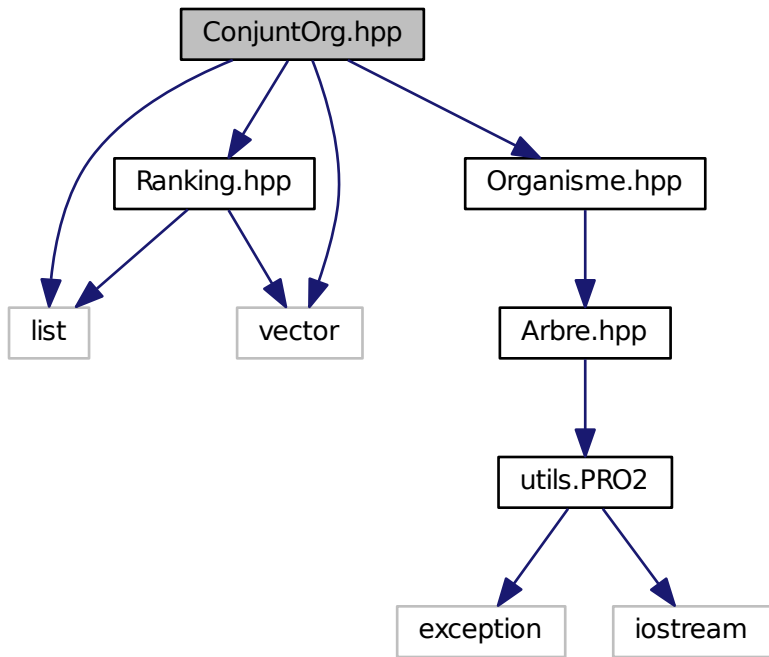 ConjuntOrg.hpp
Ranking.hpp
Organisme.hpp
list
vector
Arbre.hpp
utils.PRO2
exception
iostream